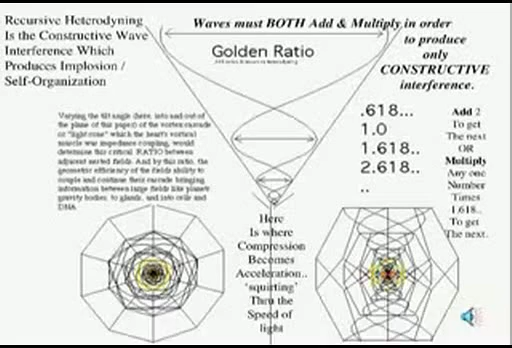 Recursive Heterodyning
Is the Constructive Wave
Interference Which
Produces Implosion /
Self-Organization
Waves must BOTH Add & Multiply in order
to produce
only
CONSTRUCTIVE
interference.
Golden Ratio
Varying the tilt angle (here, into and out of
the plane of this paper) of the vortex cascade
or "light cone" which the heart's vortical
muscle was impedance coupling, would
determine this critical RATIO between
adjacent nested fields. And by this ratio, the
geometric efficiency of the fields ability to
couple and continue their cascade bringing
information between large fields like planets
gravity bodies, to glands, and into cells and
DNA
.618...
1.0
1.618..
2.618..
..
Add 2
To get
The next
OR
Multiply
Any one
Number
Times
1.618..
To get
The next.
Here
Is where
Compression
Becomes
Acceleration..
'squirting'
Thru the
Speed of
light